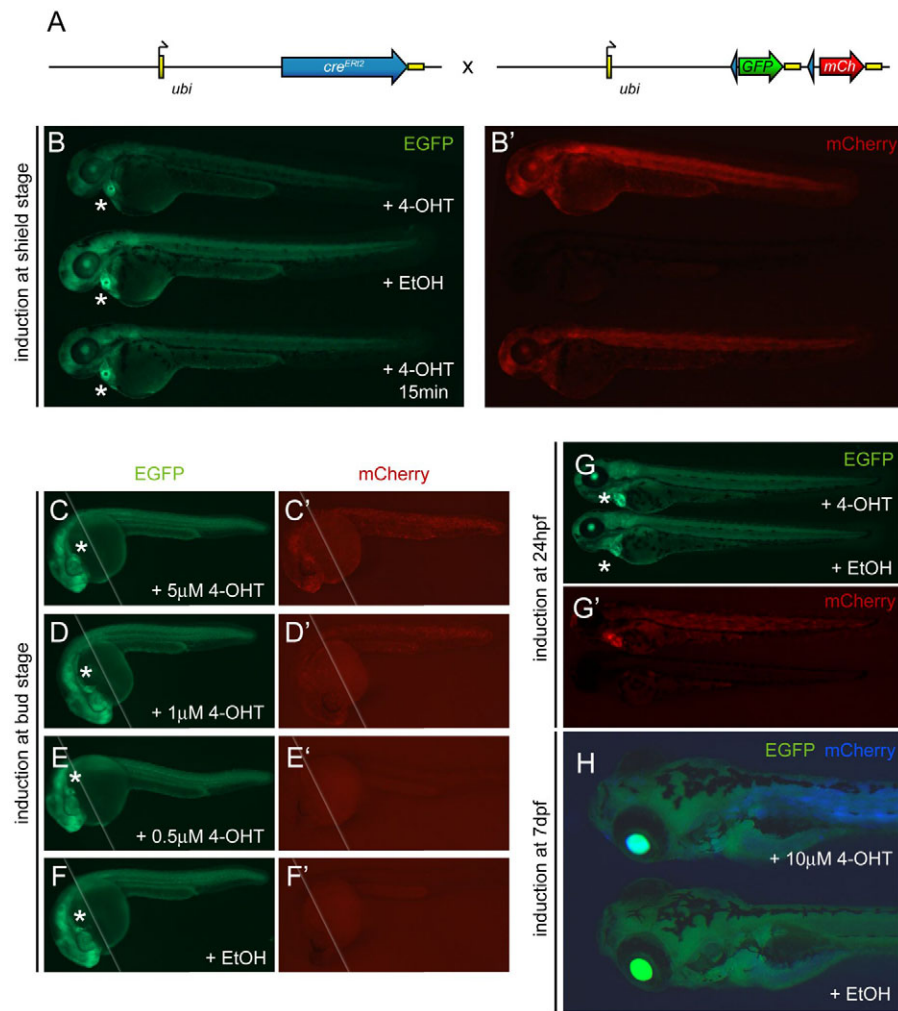 A
cre^ERt2
ubi
x
GFP
mCh
ubi
induction at shield stage
B
EGFP
*
+ 4-OHT
*
+ EtOH
*
+ 4-OHT
15min
B’
mCherry
EGFP
mCherry
induction at bud stage
C
*
+ 5μM 4-OHT
C’
D
*
+ 1μM 4-OHT
D’
E
*
+ 0.5μM 4-OHT
E‘
F
*
+ EtOH
F’
induction at 24hpf
G
EGFP
*
+ 4-OHT
*
+ EtOH
G’
mCherry
induction at 7dpf
H
EGFP mCherry
+ 10μM 4-OHT
+ EtOH